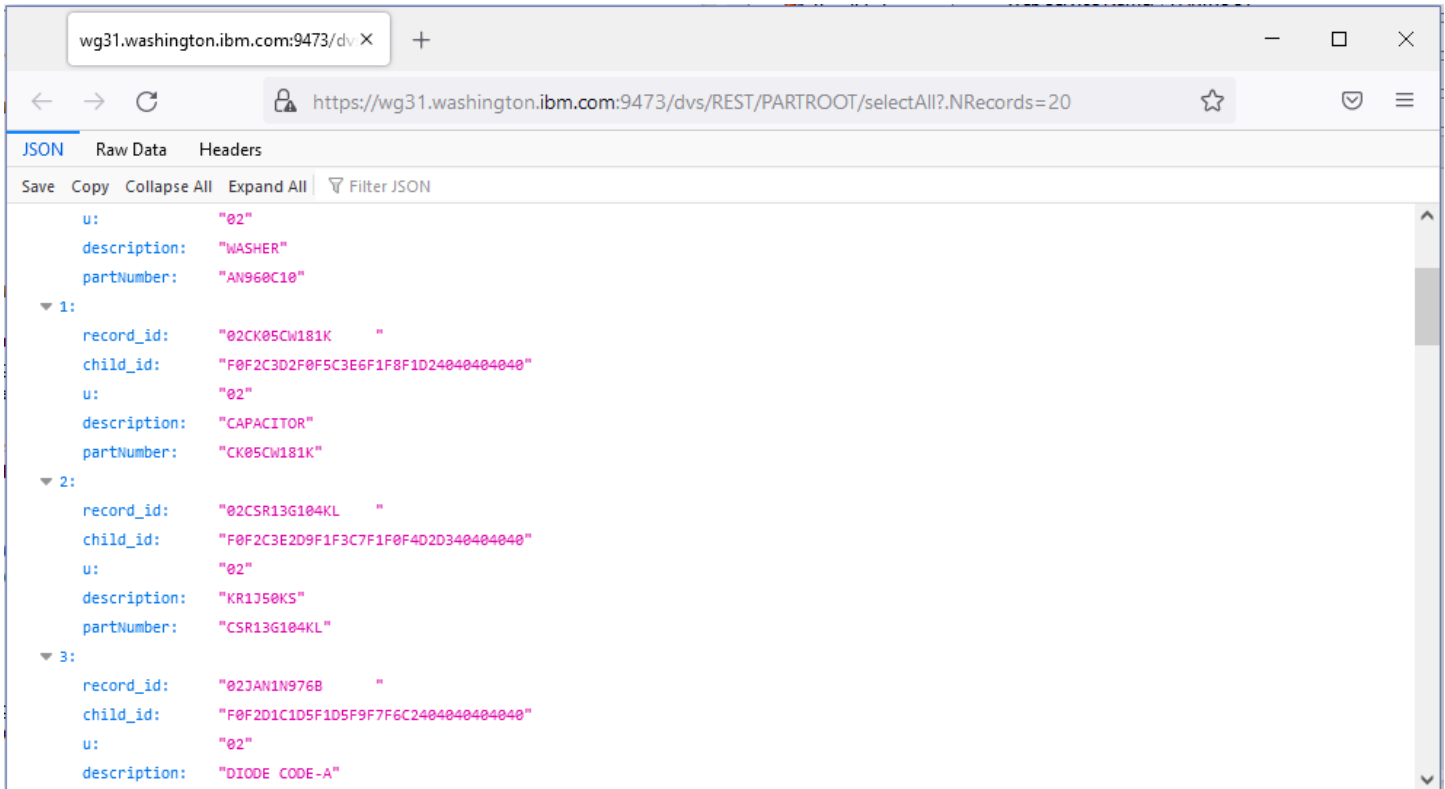 wg31.washington.ibm.com:9473/dv
https://wg31.washington.ibm.com:9473/dvs/REST/PARTROOT/selectAll?.NRecords=20
JSON Raw Data Headers
Save Copy Collapse All Expand All Filter JSON
u: "02"
description: "WASHER"
partNumber: "AN960C10"
1:
record_id: "02CK05CW181K     "
child_id: "F0F2C3D2F0F5C3E6F1F8F1D24040404040"
u: "02"
description: "CAPACITOR"
partNumber: "CK05CW181K"
2:
record_id: "02CSR13G104KL    "
child_id: "F0F2C3E2D9F1F3C7F1F0F4D2D340404040"
u: "02"
description: "KR1J50KS"
partNumber: "CSR13G104KL"
3:
record_id: "02JAN1N976B      "
child_id: "F0F2D1C1D5F1D5F9F7F6C2404040404040"
u: "02"
description: "DIODE CODE-A"